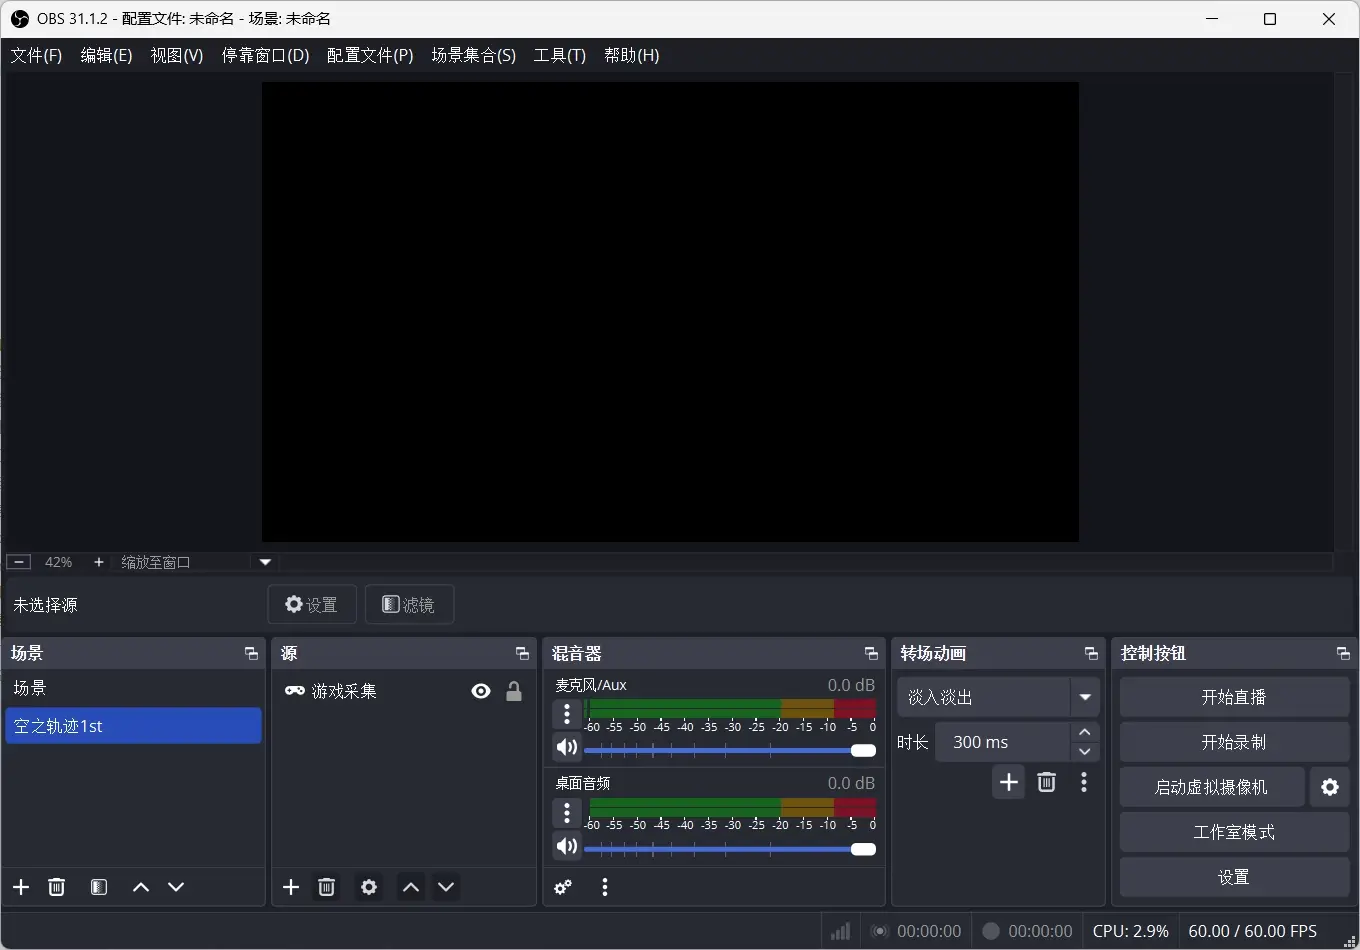 OBS 31.1.2 - 配置文件: 未命名 - 场景: 未命名
文件(F) 编辑(E) 视图(V) 停靠窗口(D) 配置文件(P) 场景集合(S) 工具(T) 帮助(H)
42% 缩放至窗口
未选择源 设置 滤镜
场景
场景
空之轨迹1st
源
游戏采集
混音器
麦克风/Aux 0.0 dB
-60 -55 -50 -45 -40 -35 -30 -25 -20 -15 -10 -5 0
桌面音频 0.0 dB
-60 -55 -50 -45 -40 -35 -30 -25 -20 -15 -10 -5 0
转场动画
淡入淡出
时长 300 ms
控制按钮
开始直播
开始录制
启动虚拟摄像机
工作室模式
设置
00:00:00 00:00:00 CPU: 2.9% 60.00 / 60.00 FPS